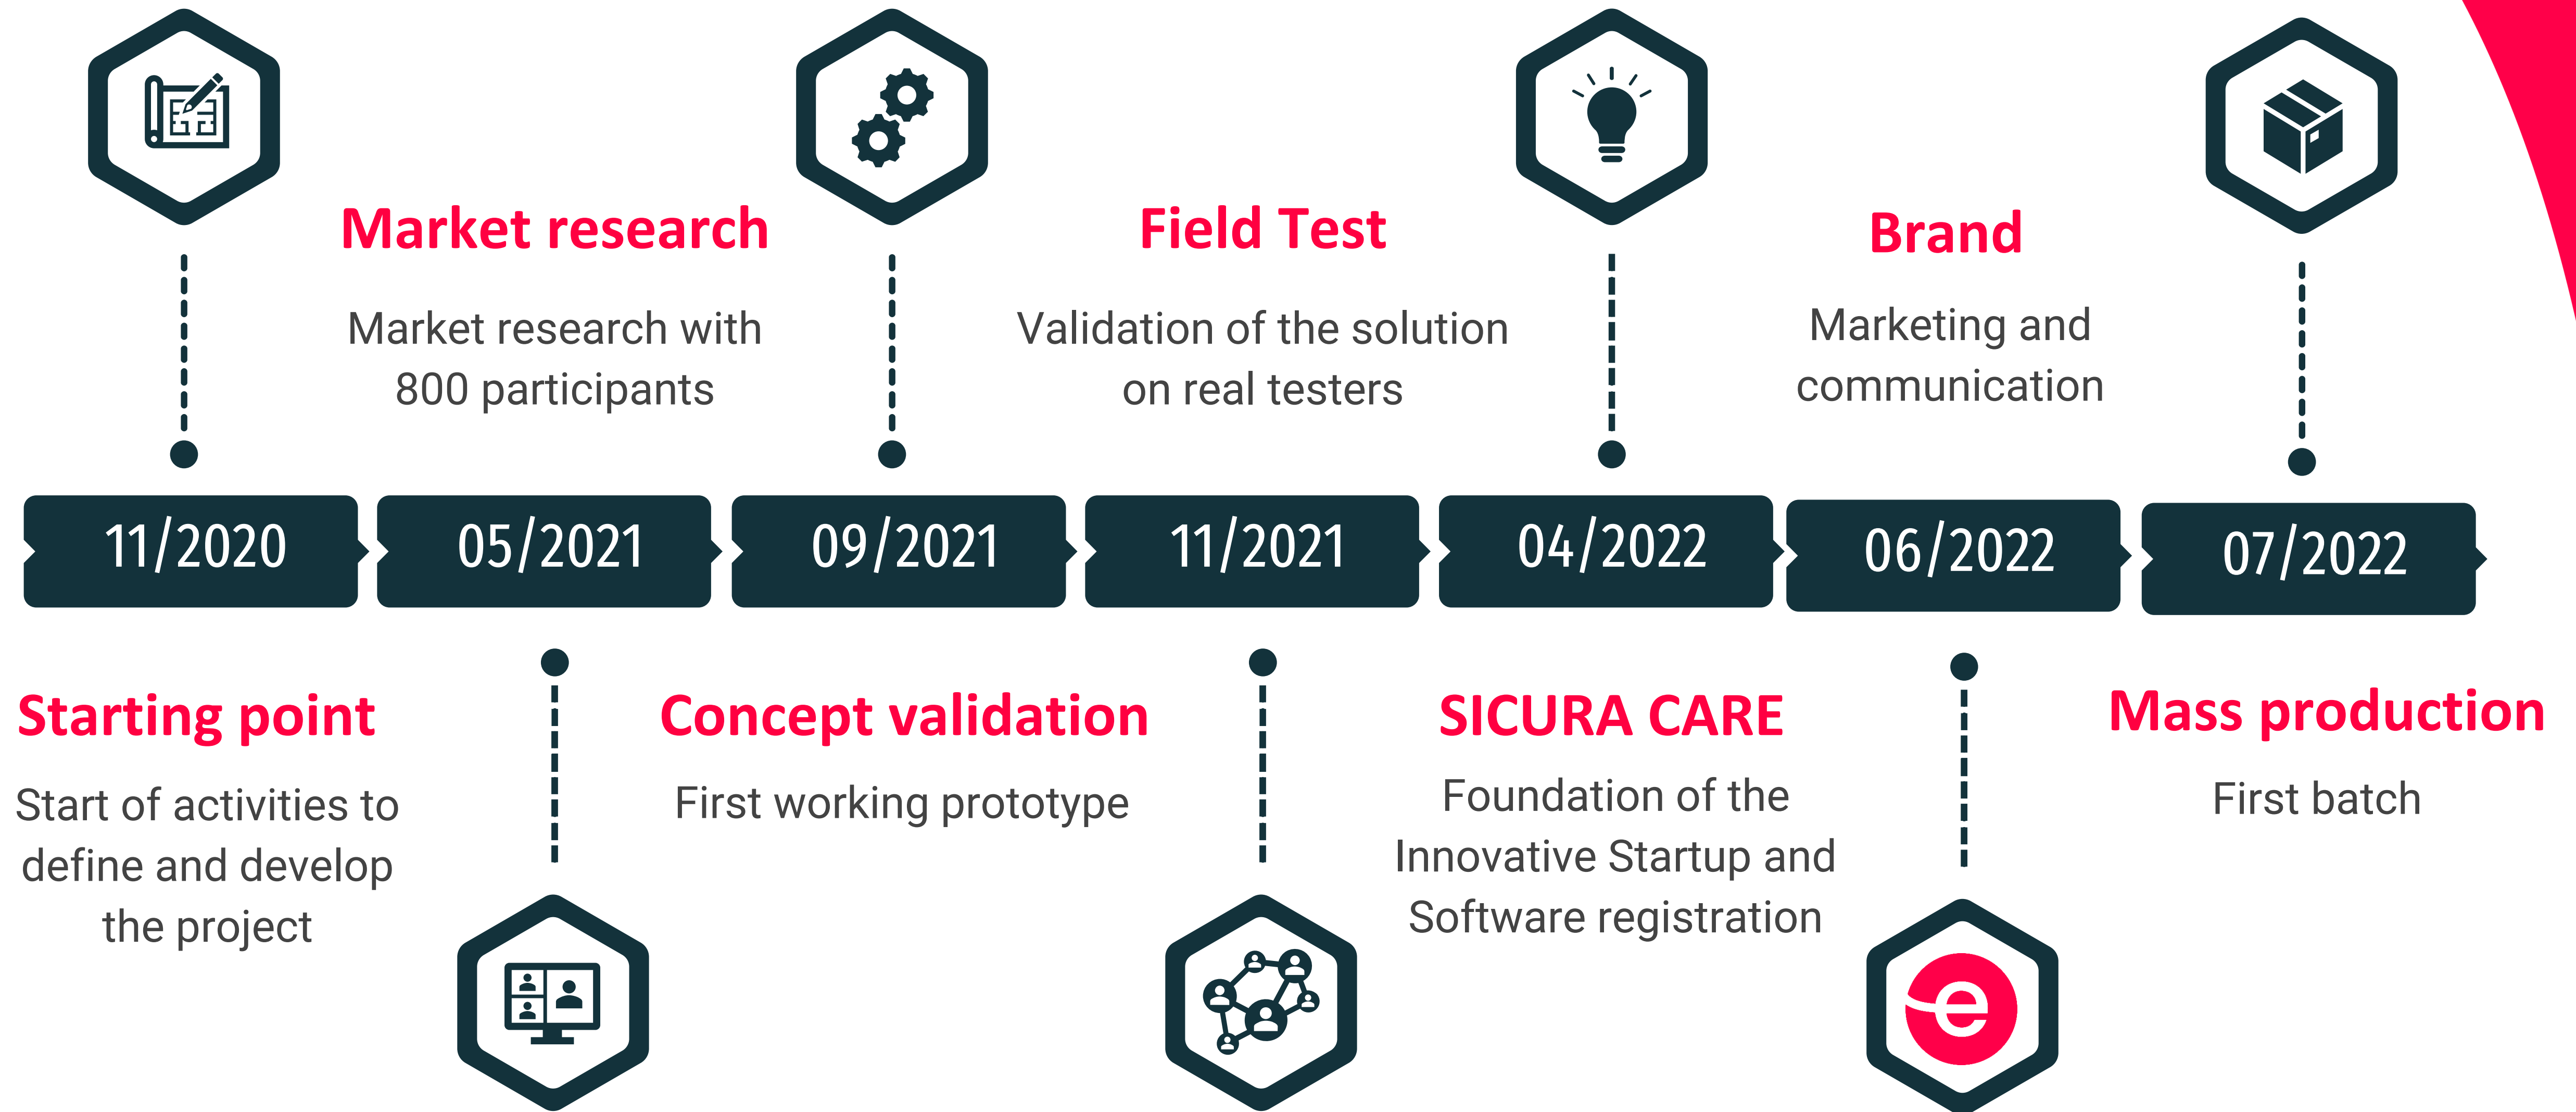 Market research
Market research with
800 participants
Field Test
Validation of the solution
on real testers
Brand
Marketing and
communication
11/2020
05/2021
09/2021
11/2021
04/2022
06/2022
07/2022
Starting point
Start of activities to
define and develop
the project
Concept validation
First working prototype
SICURA CARE
Foundation of the
Innovative Startup and
Software registration
Mass production
First batch
e